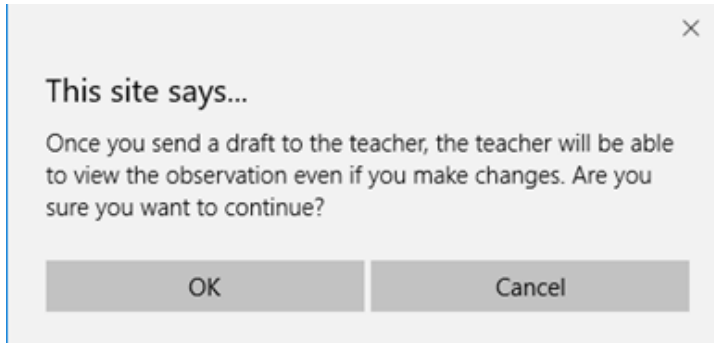 This site says...
Once you send a draft to the teacher, the teacher will be able
to view the observation even if you make changes. Are you
sure you want to continue?
OK
Cancel